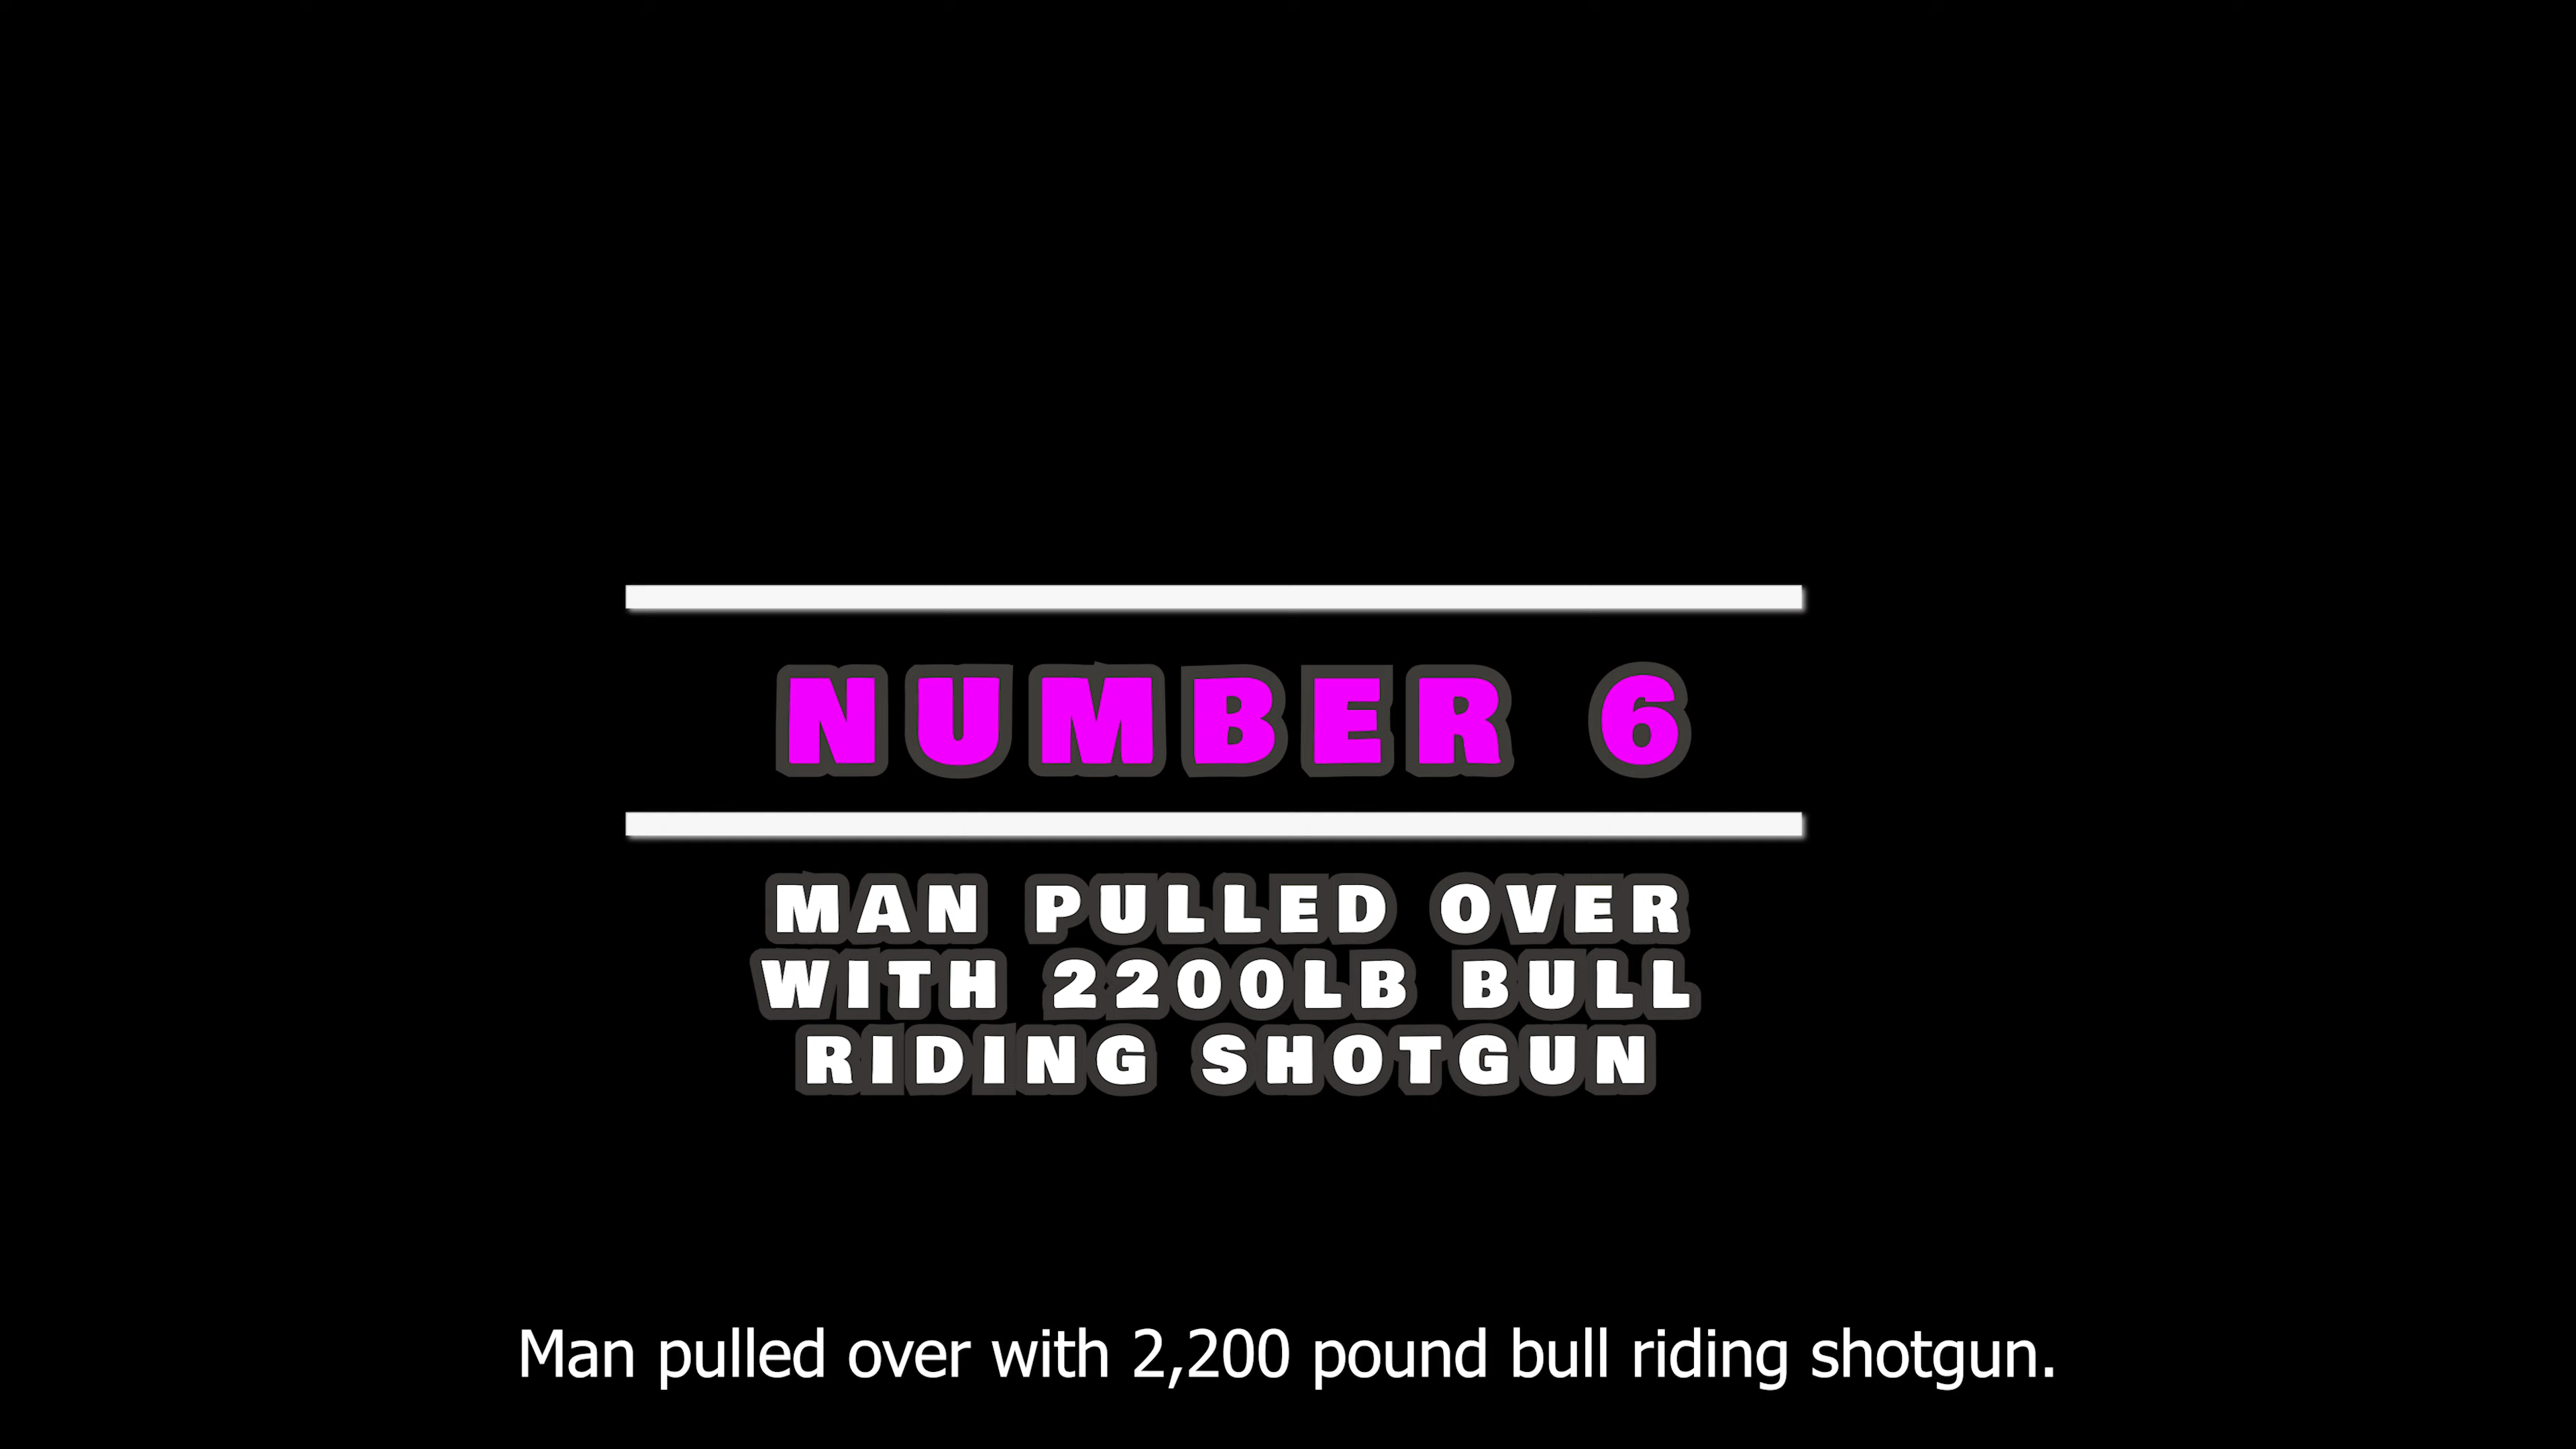 NUMBER 6
MAN PULLED OVER
WITH 2200LB BULL
RIDING SHOTGUN
Man pulled over with 2,200 pound bull riding shotgun.